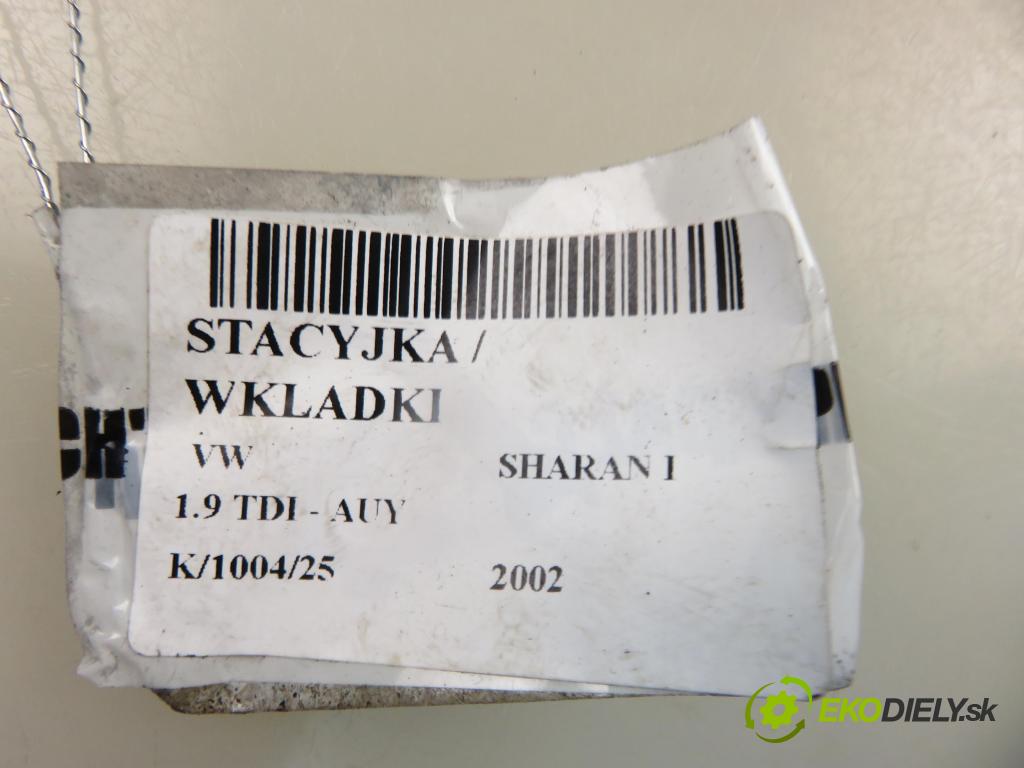 STACYJKA /
WKLADKI
VW SHARAN I
1.9 TDI - AUY
K/1004/25 2002
EKODIELY.sk